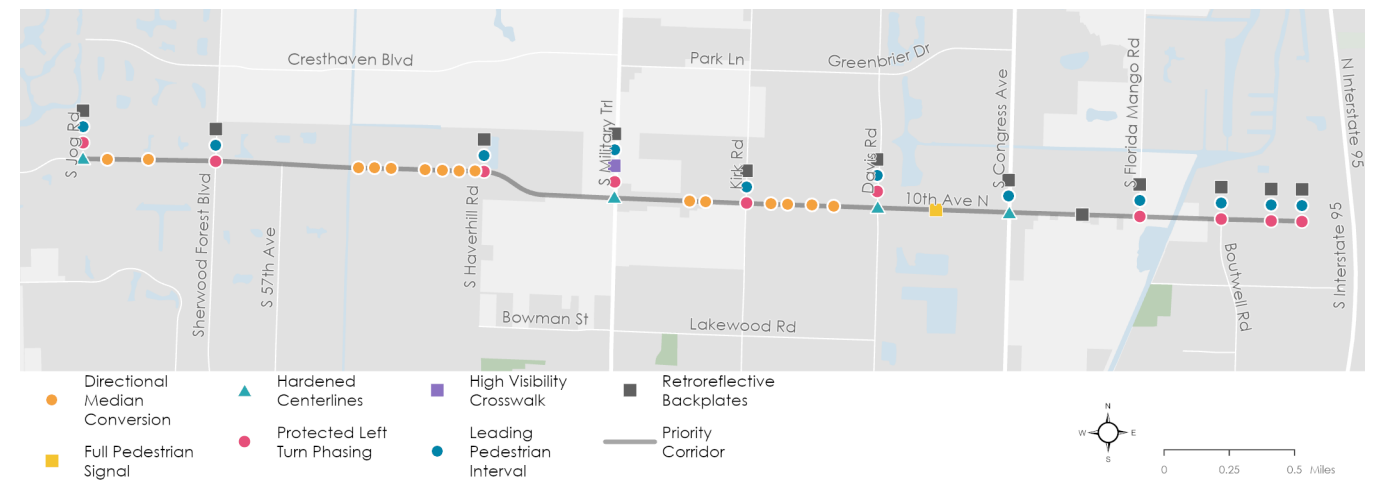 Cresthaven Blvd
Park Ln
Greenbrier Dr
S Jog Rd
Sherwood Forest Blvd
S 57th Ave
S Haverhill Rd
S Military Trl
Kirk Rd
Davis Rd
10th Ave N
S Congress Ave
S Florida Mango Rd
Boutwell Rd
N Interstate 95
S Interstate 95
Bowman St
Lakewood Rd
Directional
Median
Conversion
Full Pedestrian
Signal
Hardened
Centerlines
Protected Left
Turn Phasing
High Visibility
Crosswalk
Leading
Pedestrian
Interval
Retroreflective
Backplates
Priority
Corridor
N
W E
S
0 0.25 0.5 Miles